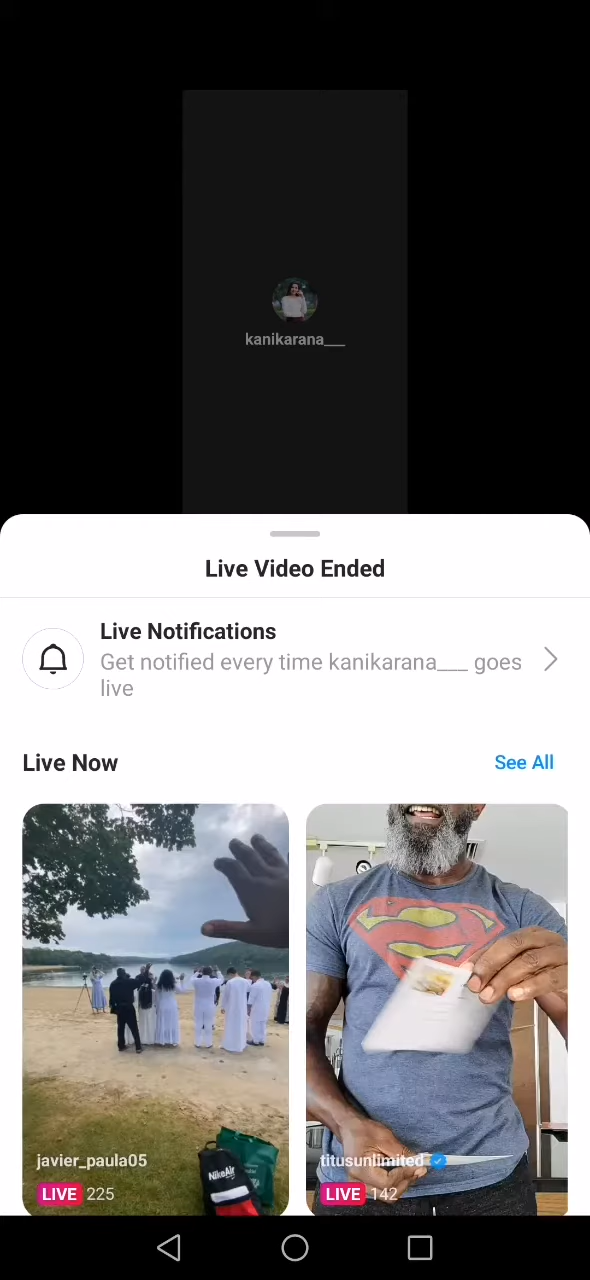 kanikarana___
Live Video Ended
Live Notifications
Get notified every time kanikarana___ goes
live
Live Now
See All
NikeAir
javier_paula05
LIVE 225
titusunlimited
LIVE 142